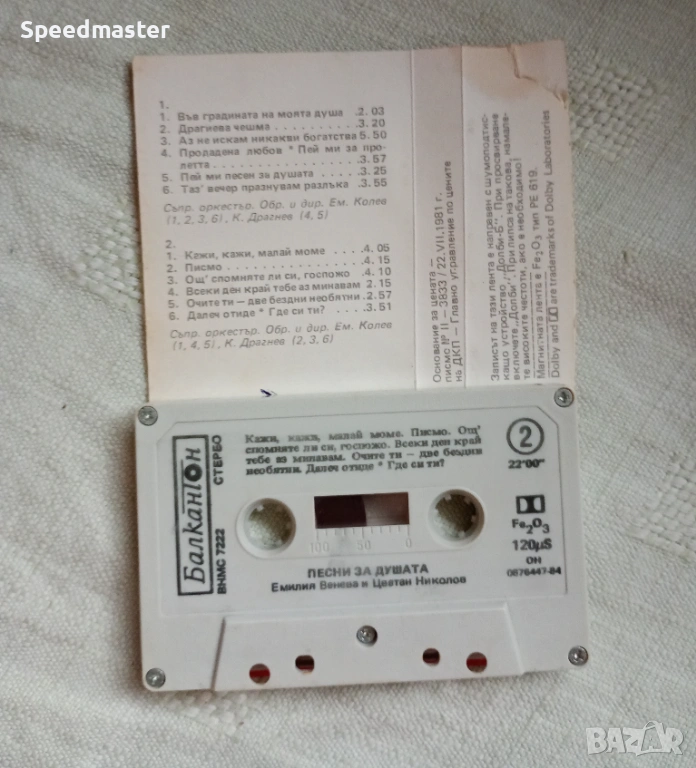 Speedmaster
1.
1. Във градината на моята душа .2. 03
2. Драгиева чешма . . . . . . . . . . .3. 20
3. Аз не искам никакви богатства 5. 50
4. Проладена любов * Пей ми за про-
летта . . . . . . . . . . . . . . . . . .3. 57
5. Пей ми песен за душата . . . . . .3. 25
6. Таз' вечер празнувам разлъка .3. 55
Съпр. оркестър. Обр. и дир. Ем. Колев
(1, 2, 3, 6) , К. Драгнев (4, 5)
2.
1. Кажи, кажи, малай моме . . .4. 05
2. Писмо . . . . . . . . . . . . . .4. 15
3. Ощ' спомняте ли си, госпожо .4. 10
4. Всеки ден край тебе аз минавам 2. 15
5. Очите ти — две бездни необятни .2. 57
6. Далеч отиде * Где си ти? . . . .3. 51
Съпр. оркестър. Обр. и дир. Ем. Колев
(1, 4, 5) , К. Драгнев (2, 3, 6)
Основание за цената —
писмо № II — 3833 / 22. VII. 1981 г.
на ДКП — Главно управление по цените
Записът на тази лента е направен с шумоподтис-
кащо устройство „Долби-Б". При просвирване
включете „Долби". При липса на такова, намале-
те високите честоти, ако е необходимо!
Магнитната лента е Fe2O3 тип PE 619.
Dolby and are trademarks of Dolby Laboratories
Балкантон
СТЕРЕО
ВНМС 7222
Кажи, кажи, малай моме. Писмо. Ощ'
спомняте ли си, госпожо. Всеки ден край
тебе аз минавам. Очите ти — две бездни
необятни. Далеч отиде * Где си ти?
2
22'00"
Fe2O3
120μS
ОН
0876447-84
100 50 0
ПЕСНИ ЗА ДУШАТА
Емилия Венева и Цветан Николов
BAZAR